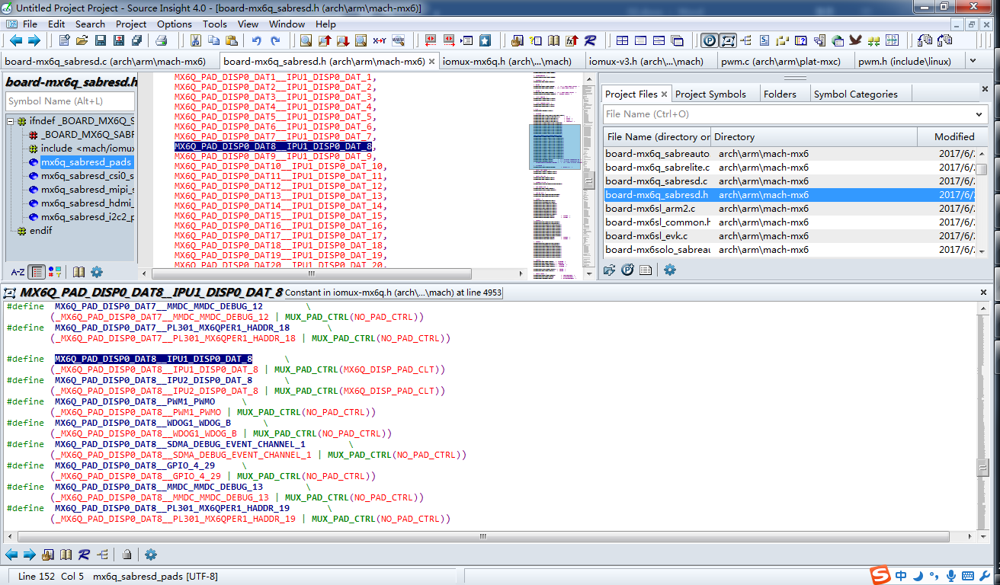 Untitled Project Project - Source Insight 4.0 - [board-mx6q_sabresd.h (arch\arm\mach-mx6)]
File Edit Search Project Options Tools View Window Help
board-mx6q_sabresd.c (arch\arm\mach-mx6) board-mx6q_sabresd.h (arch\arm\mach-mx6) iomux-mx6q.h (arch\...\mach) iomux-v3.h (arch\...\mach) pwm.c (arch\arm\plat-mxc) pwm.h (include\linux)
board-mx6q_sabresd.h
Symbol Name (Alt+L)
ifndef _BOARD_MX6Q_S
_BOARD_MX6Q_SABF
include <mach/iomu
mx6q_sabresd_pads
mx6q_sabresd_csi0_s
mx6q_sabresd_mipi_s
mx6q_sabresd_hdmi_
mx6q_sabresd_i2c2_p
endif
A-Z
MX6Q_PAD_DISP0_DAT1__IPU1_DISP0_DAT_1,
MX6Q_PAD_DISP0_DAT2__IPU1_DISP0_DAT_2,
MX6Q_PAD_DISP0_DAT3__IPU1_DISP0_DAT_3,
MX6Q_PAD_DISP0_DAT4__IPU1_DISP0_DAT_4,
MX6Q_PAD_DISP0_DAT5__IPU1_DISP0_DAT_5,
MX6Q_PAD_DISP0_DAT6__IPU1_DISP0_DAT_6,
MX6Q_PAD_DISP0_DAT7__IPU1_DISP0_DAT_7,
MX6Q_PAD_DISP0_DAT8__IPU1_DISP0_DAT_8,
MX6Q_PAD_DISP0_DAT9__IPU1_DISP0_DAT_9,
MX6Q_PAD_DISP0_DAT10__IPU1_DISP0_DAT_10,
MX6Q_PAD_DISP0_DAT11__IPU1_DISP0_DAT_11,
MX6Q_PAD_DISP0_DAT12__IPU1_DISP0_DAT_12,
MX6Q_PAD_DISP0_DAT13__IPU1_DISP0_DAT_13,
MX6Q_PAD_DISP0_DAT14__IPU1_DISP0_DAT_14,
MX6Q_PAD_DISP0_DAT15__IPU1_DISP0_DAT_15,
MX6Q_PAD_DISP0_DAT16__IPU1_DISP0_DAT_16,
MX6Q_PAD_DISP0_DAT17__IPU1_DISP0_DAT_17,
MX6Q_PAD_DISP0_DAT18__IPU1_DISP0_DAT_18,
MX6Q_PAD_DISP0_DAT19__IPU1_DISP0_DAT_19,
MX6Q_PAD_DISP0_DAT20__IPU1_DISP0_DAT_20,
Project Files Project Symbols Folders Symbol Categories
File Name (Ctrl+O)
File Name (directory or Directory Modified
board-mx6q_sabreauto. arch\arm\mach-mx6 2017/6/2
board-mx6q_sabrelite.c arch\arm\mach-mx6 2017/6/2
board-mx6q_sabresd.c arch\arm\mach-mx6 2017/6/2
board-mx6q_sabresd.h arch\arm\mach-mx6 2017/6/2
board-mx6sl_arm2.c arch\arm\mach-mx6 2017/6/2
board-mx6sl_common.h arch\arm\mach-mx6 2017/6/2
board-mx6sl_evk.c arch\arm\mach-mx6 2017/6/2
board-mx6solo_sabreau arch\arm\mach-mx6 2017/6/2
MX6Q_PAD_DISP0_DAT8__IPU1_DISP0_DAT_8 Constant in iomux-mx6q.h (arch\...\mach) at line 4953
#define MX6Q_PAD_DISP0_DAT7__MMDC_MMDC_DEBUG_12 \
(_MX6Q_PAD_DISP0_DAT7__MMDC_MMDC_DEBUG_12 | MUX_PAD_CTRL(NO_PAD_CTRL))
#define MX6Q_PAD_DISP0_DAT7__PL301_MX6QPER1_HADDR_18 \
(_MX6Q_PAD_DISP0_DAT7__PL301_MX6QPER1_HADDR_18 | MUX_PAD_CTRL(NO_PAD_CTRL))
#define MX6Q_PAD_DISP0_DAT8__IPU1_DISP0_DAT_8 \
(_MX6Q_PAD_DISP0_DAT8__IPU1_DISP0_DAT_8 | MUX_PAD_CTRL(MX6Q_DISP_PAD_CLT))
#define MX6Q_PAD_DISP0_DAT8__IPU2_DISP0_DAT_8 \
(_MX6Q_PAD_DISP0_DAT8__IPU2_DISP0_DAT_8 | MUX_PAD_CTRL(MX6Q_DISP_PAD_CLT))
#define MX6Q_PAD_DISP0_DAT8__PWM1_PWMO \
(_MX6Q_PAD_DISP0_DAT8__PWM1_PWMO | MUX_PAD_CTRL(NO_PAD_CTRL))
#define MX6Q_PAD_DISP0_DAT8__WDOG1_WDOG_B \
(_MX6Q_PAD_DISP0_DAT8__WDOG1_WDOG_B | MUX_PAD_CTRL(NO_PAD_CTRL))
#define MX6Q_PAD_DISP0_DAT8__SDMA_DEBUG_EVENT_CHANNEL_1 \
(_MX6Q_PAD_DISP0_DAT8__SDMA_DEBUG_EVENT_CHANNEL_1 | MUX_PAD_CTRL(NO_PAD_CTRL))
#define MX6Q_PAD_DISP0_DAT8__GPIO_4_29 \
(_MX6Q_PAD_DISP0_DAT8__GPIO_4_29 | MUX_PAD_CTRL(NO_PAD_CTRL))
#define MX6Q_PAD_DISP0_DAT8__MMDC_MMDC_DEBUG_13 \
(_MX6Q_PAD_DISP0_DAT8__MMDC_MMDC_DEBUG_13 | MUX_PAD_CTRL(NO_PAD_CTRL))
#define MX6Q_PAD_DISP0_DAT8__PL301_MX6QPER1_HADDR_19 \
(_MX6Q_PAD_DISP0_DAT8__PL301_MX6QPER1_HADDR_19 | MUX_PAD_CTRL(NO_PAD_CTRL))
Line 152 Col 5 mx6q_sabresd_pads [UTF-8]
中